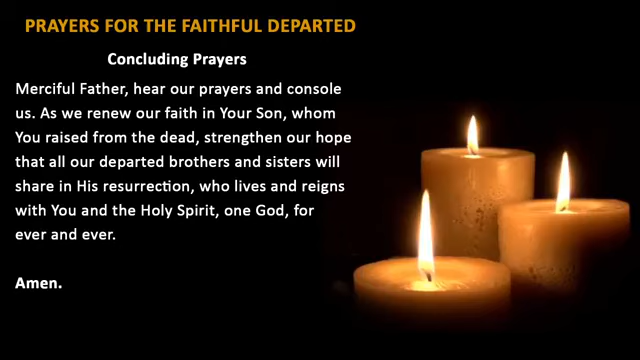 PRAYERS FOR THE FAITHFUL DEPARTED
Concluding Prayers
Merciful Father, hear our prayers and console
us. As we renew our faith in Your Son, whom
You raised from the dead, strengthen our hope
that all our departed brothers and sisters will
share in His resurrection, who lives and reigns
with You and the Holy Spirit, one God, for
ever and ever.
Amen.